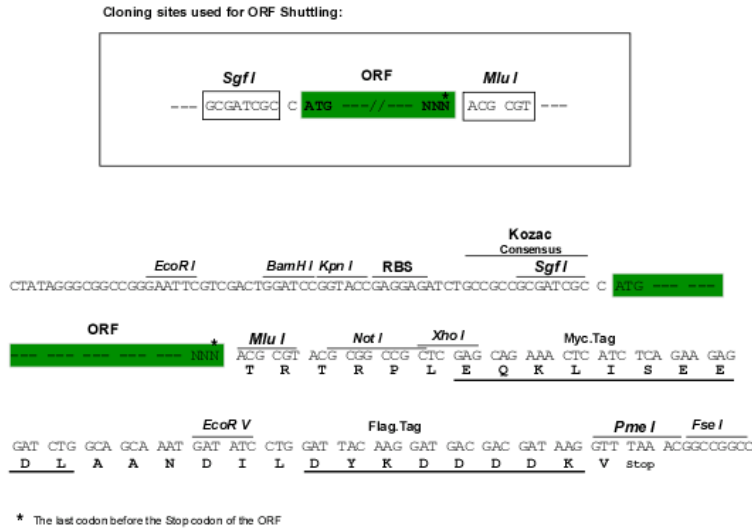 Cloning sites used for ORF Shuttling:
Sgf I ORF Mlu I
--- GCGATCGC C ATG ---//--- NNN* ACG CGT ---
Kozac
Consensus
EcoR I BamH I Kpn I RBS Sgf I
CTATAGGGCGGCCGGGAATTCGTCGACTGGATCCGGTACCGAGGAGATCTGCCGCCGCGATCGC C ATG --- ---
ORF Mlu I Not I Xho I Myc.Tag
--- --- --- --- --- NNN* ACG CGT ACG CGG CCG CTC GAG CAG AAA CTC ATC TCA GAA GAG
T R T R P L E Q K L I S E E
EcoR V Flag.Tag Pme I Fse I
GAT CTG GCA GCA AAT GAT ATC CTG GAT TAC AAG GAT GAC GAC GAT AAG GTT TAA ACGGCCGGCC
D L A A N D I L D Y K D D D D K V Stop
* The last codon before the Stop codon of the ORF